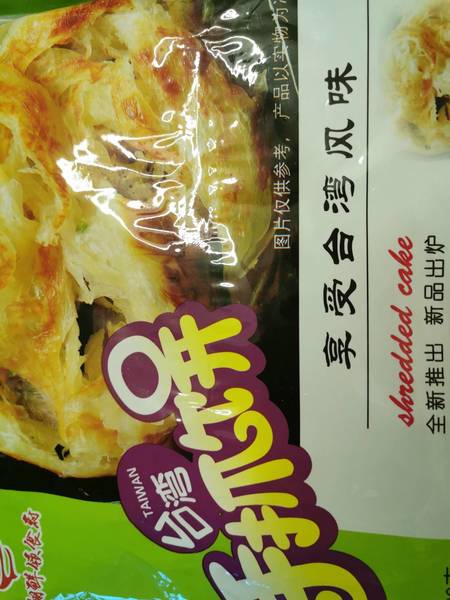 图片仅供参考，产品以实物为
享受台湾风味
shredded cake
全新推出 新品出炉
TAIWAN
台湾
手抓饼